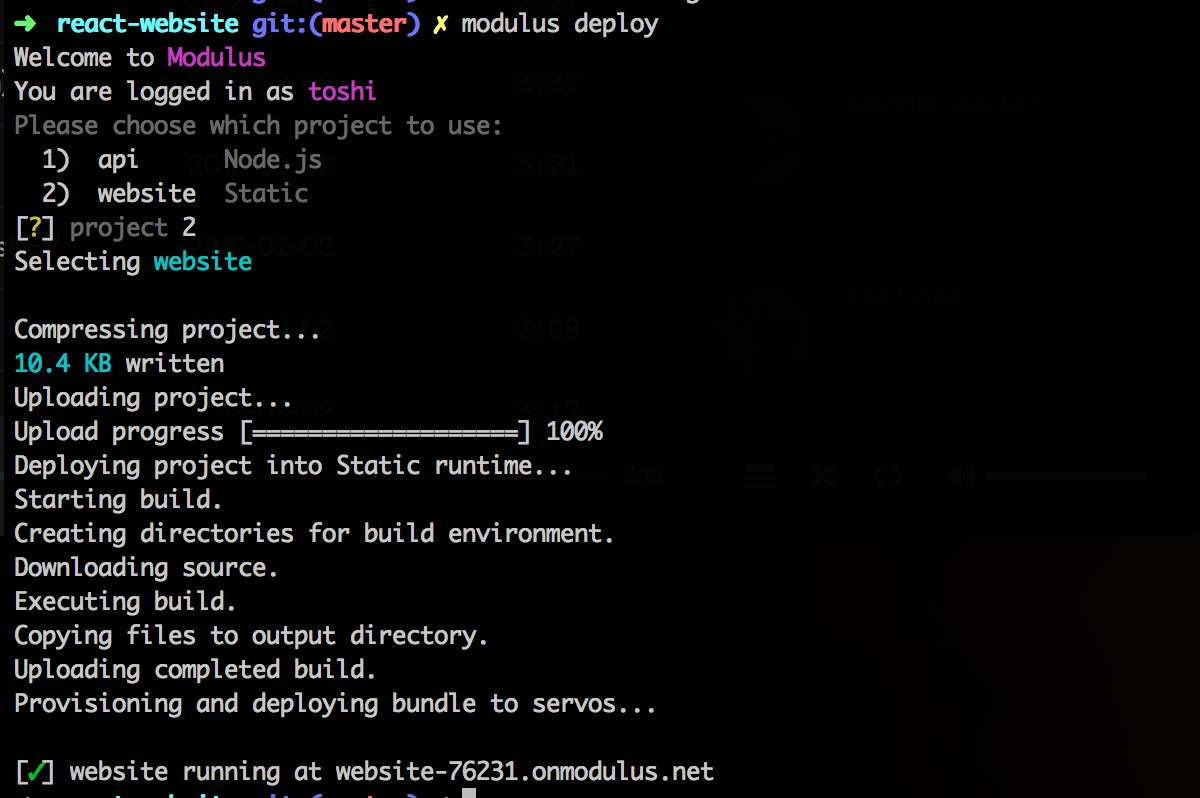 ➜ react-website git:(master) ✗ modulus deploy
Welcome to Modulus
You are logged in as toshi
Please choose which project to use:
1) api Node.js
2) website Static
[?] project 2
Selecting website
Compressing project...
10.4 KB written
Uploading project...
Upload progress [===================] 100%
Deploying project into Static runtime...
Starting build.
Creating directories for build environment.
Downloading source.
Executing build.
Copying files to output directory.
Uploading completed build.
Provisioning and deploying bundle to servos...
[✓] website running at website-76231.onmodulus.net